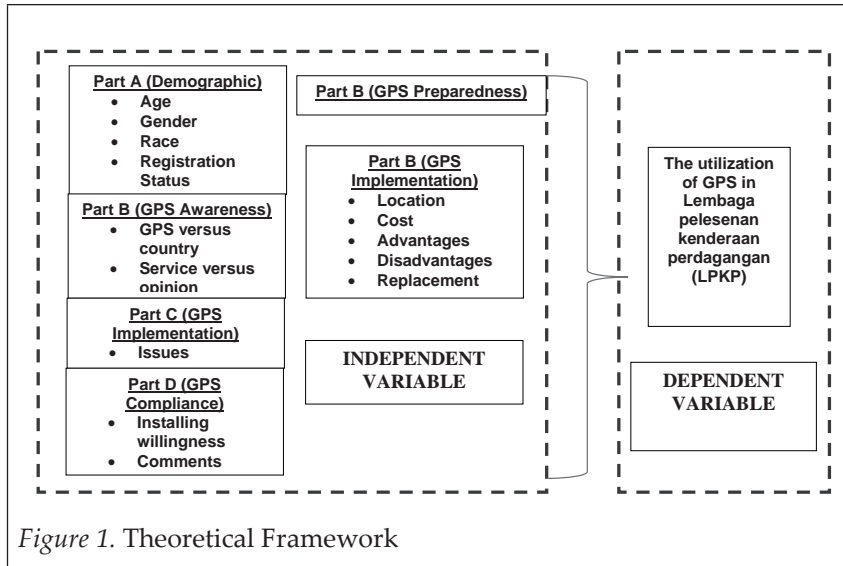 Part A (Demographic)
• Age
• Gender
• Race
• Registration
Status
Part B (GPS Awareness)
• GPS versus
country
• Service versus
opinion
Part C (GPS
Implementation)
• Issues
Part D (GPS
Compliance)
• Installing
willingness
• Comments
Part B (GPS Preparedness)
Part B (GPS
Implementation)
• Location
• Cost
• Advantages
• Disadvantages
• Replacement
INDEPENDENT
VARIABLE
The utilization
of GPS in
Lembaga
pelesenan
kenderaan
perdagangan
(LPKP)
DEPENDENT
VARIABLE
Figure 1. Theoretical Framework